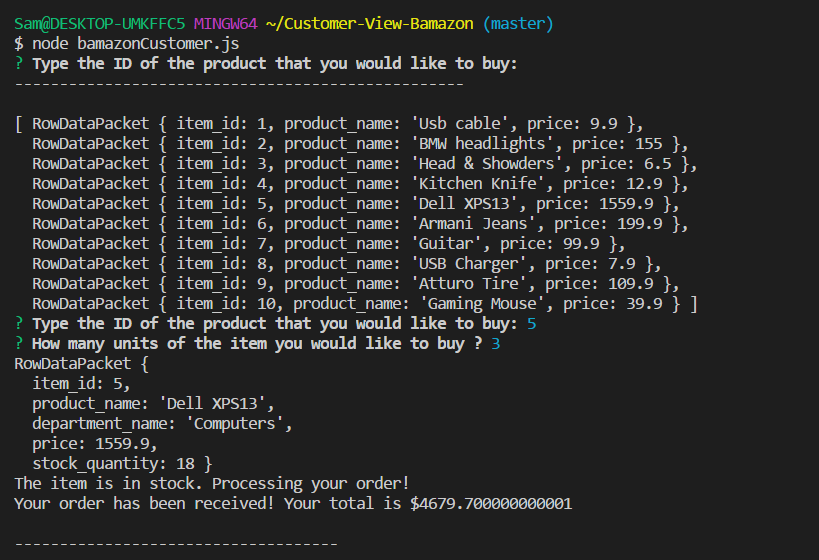 Sam@DESKTOP-UMKFFC5 MINGW64 ~/Customer-View-Bamazon (master)
$ node bamazonCustomer.js
? Type the ID of the product that you would like to buy:
--------------------------------------------------
[ RowDataPacket { item_id: 1, product_name: 'Usb cable', price: 9.9 },
  RowDataPacket { item_id: 2, product_name: 'BMW headlights', price: 155 },
  RowDataPacket { item_id: 3, product_name: 'Head & Showders', price: 6.5 },
  RowDataPacket { item_id: 4, product_name: 'Kitchen Knife', price: 12.9 },
  RowDataPacket { item_id: 5, product_name: 'Dell XPS13', price: 1559.9 },
  RowDataPacket { item_id: 6, product_name: 'Armani Jeans', price: 199.9 },
  RowDataPacket { item_id: 7, product_name: 'Guitar', price: 99.9 },
  RowDataPacket { item_id: 8, product_name: 'USB Charger', price: 7.9 },
  RowDataPacket { item_id: 9, product_name: 'Atturo Tire', price: 109.9 },
  RowDataPacket { item_id: 10, product_name: 'Gaming Mouse', price: 39.9 } ]
? Type the ID of the product that you would like to buy: 5
? How many units of the item you would like to buy ? 3
RowDataPacket {
  item_id: 5,
  product_name: 'Dell XPS13',
  department_name: 'Computers',
  price: 1559.9,
  stock_quantity: 18 }
The item is in stock. Processing your order!
Your order has been received! Your total is $4679.700000000001
------------------------------------